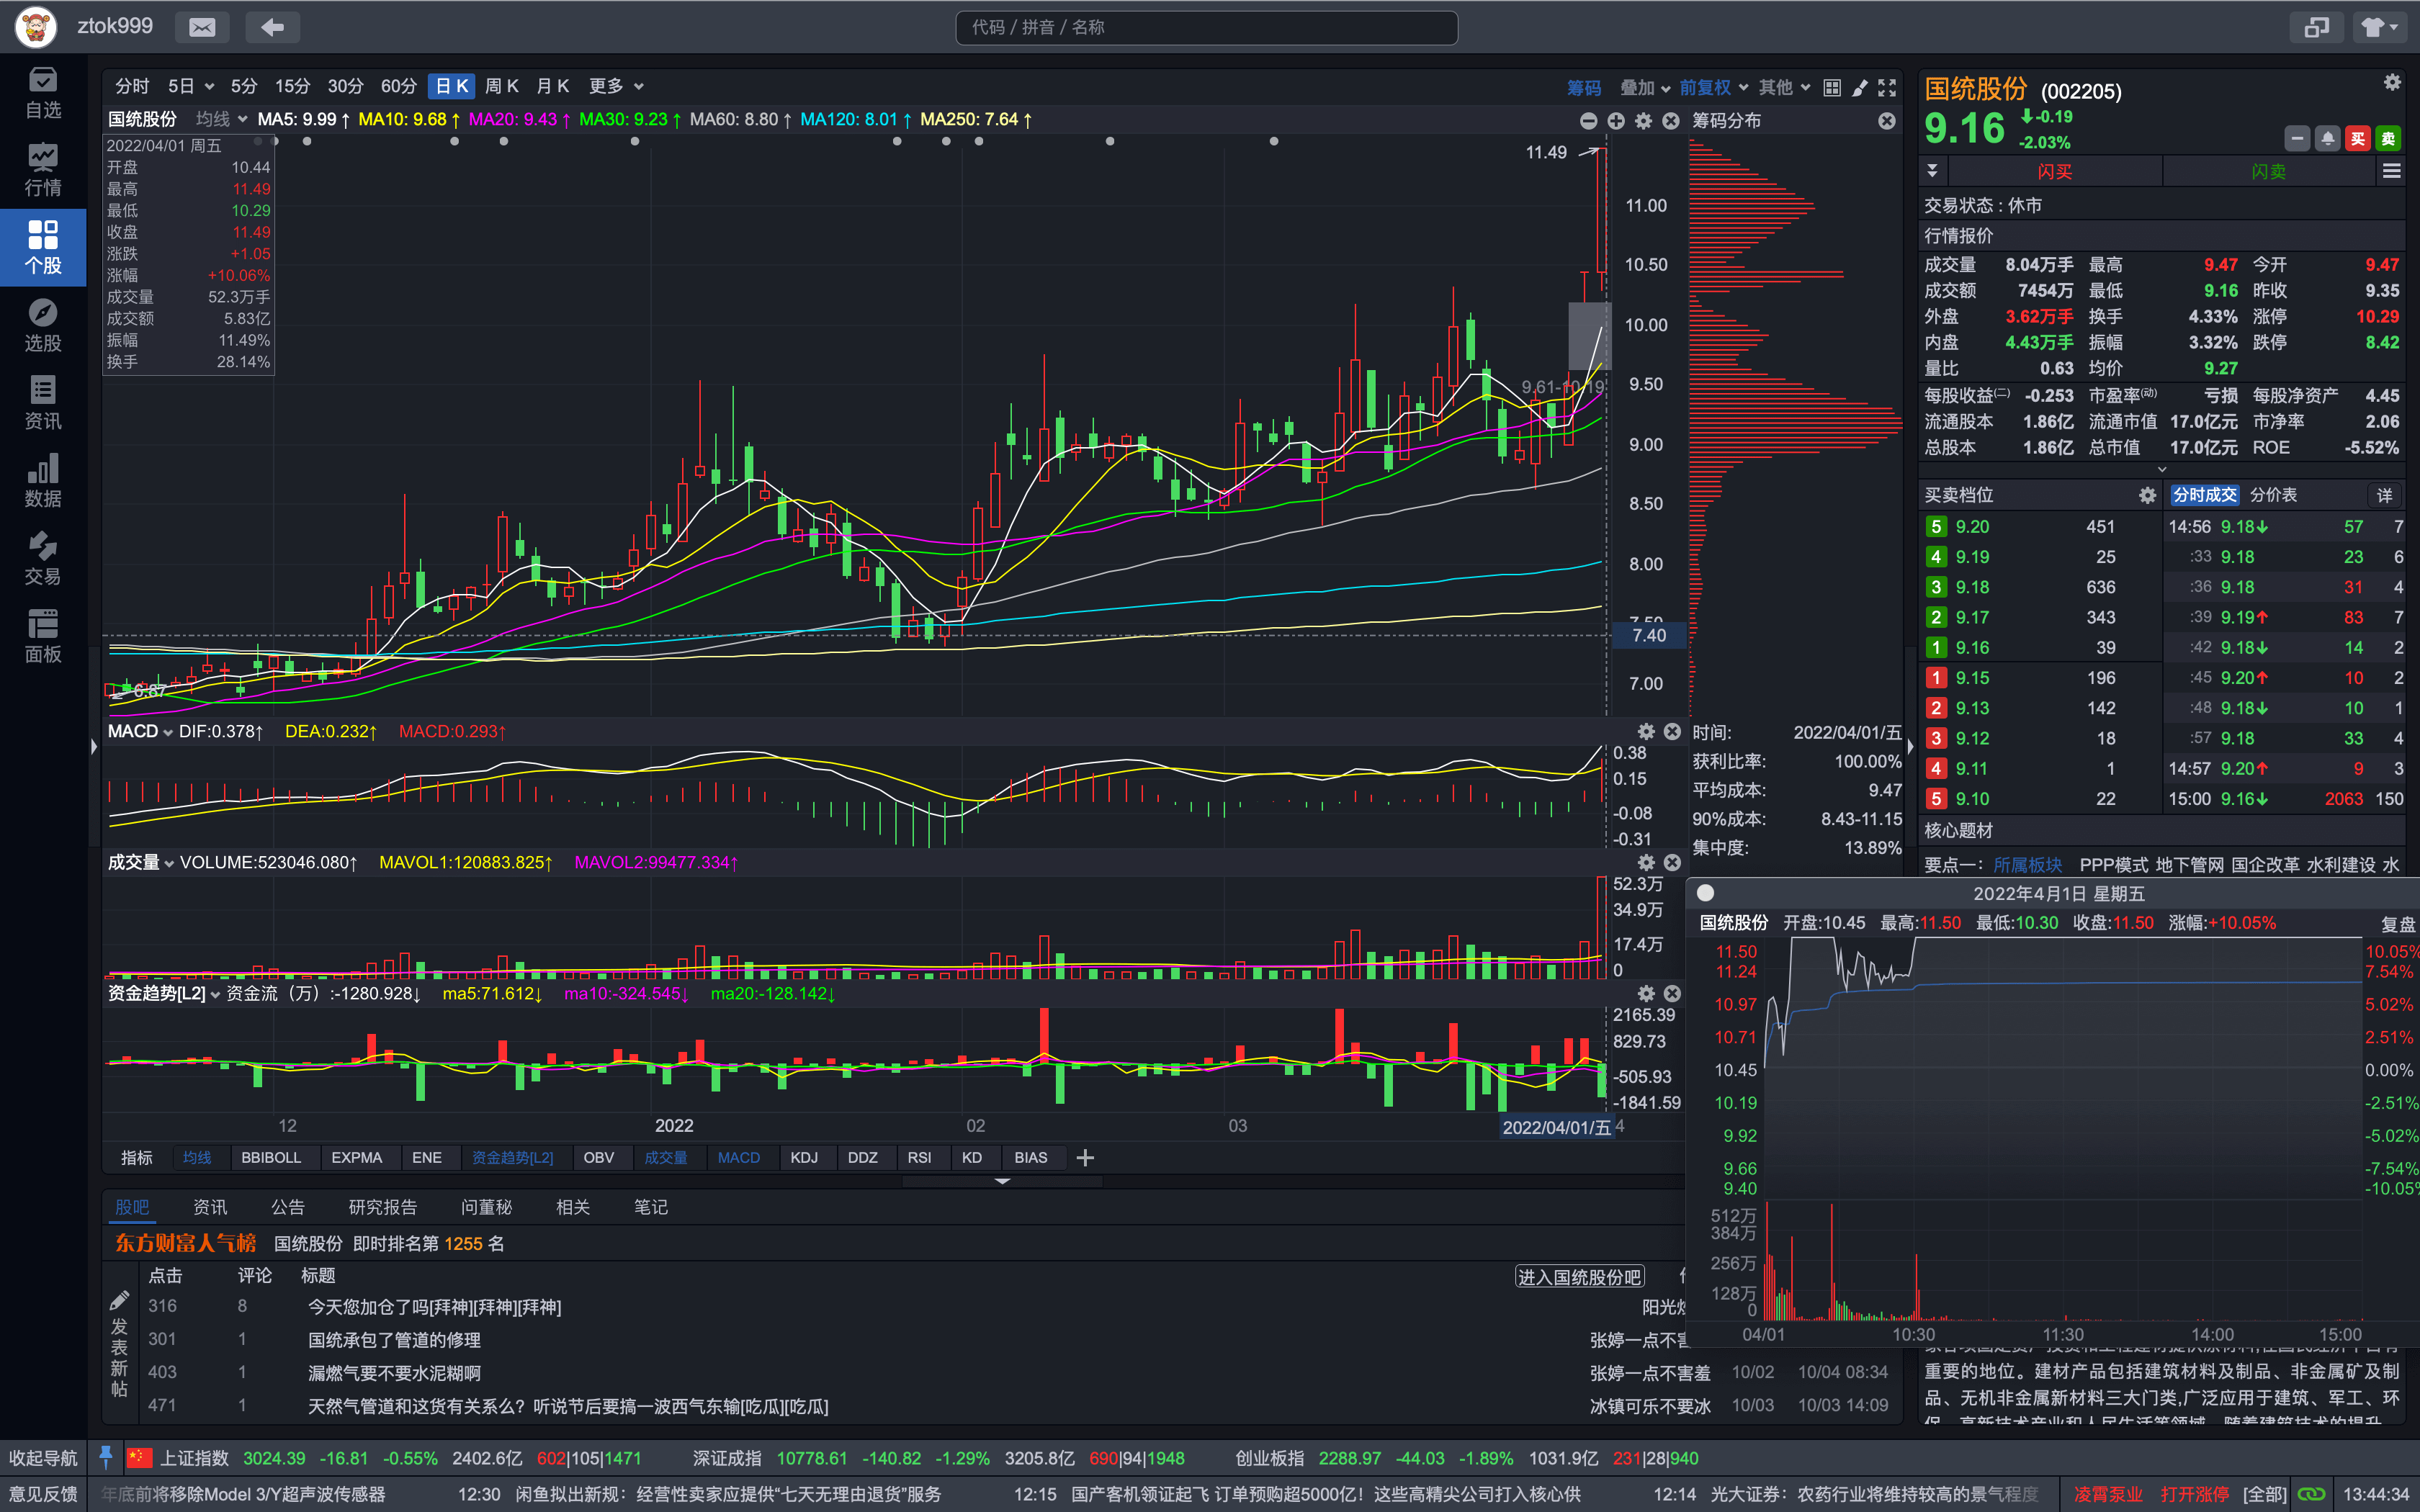 ztok999
代码 / 拼音 / 名称
自选
行情
个股
选股
资讯
数据
交易
面板
分时 5日 5分 15分 30分 60分 日K 周K 月K 更多
筹码 叠加 前复权 其他
国统股份 均线 MA5: 9.99↑ MA10: 9.68↑ MA20: 9.43↑ MA30: 9.23↑ MA60: 8.80↑ MA120: 8.01↑ MA250: 7.64↑
筹码分布
2022/04/01 周五
开盘 10.44
最高 11.49
最低 10.29
收盘 11.49
涨跌 +1.05
涨幅 +10.06%
成交量 52.3万手
成交额 5.83亿
振幅 11.49%
换手 28.14%
11.49
11.00
10.50
10.00
9.61-10.19
9.50
9.00
8.50
8.00
7.50
7.40
7.00
6.87
MACD DIF:0.378↑ DEA:0.232↑ MACD:0.293↑
0.38
0.15
-0.08
-0.31
时间: 2022/04/01/五
获利比率: 100.00%
平均成本: 9.47
90%成本: 8.43-11.15
集中度: 13.89%
成交量 VOLUME:523046.080↑ MAVOL1:120883.825↑ MAVOL2:99477.334↑
52.3万
34.9万
17.4万
0
资金趋势[L2] 资金流（万）:-1280.928↓ ma5:71.612↓ ma10:-324.545↓ ma20:-128.142↓
2165.39
829.73
-505.93
-1841.59
12 2022 02 03 2022/04/01/五 4
指标 均线 BBIBOLL EXPMA ENE 资金趋势[L2] OBV 成交量 MACD KDJ DDZ RSI KD BIAS
股吧 资讯 公告 研究报告 问董秘 相关 笔记
东方财富人气榜 国统股份 即时排名第 1255 名
点击 评论 标题 进入国统股份吧
发表新帖
316 8 今天您加仓了吗[拜神][拜神][拜神] 阳光
301 1 国统承包了管道的修理 张婷一点不害
403 1 漏燃气要不要水泥糊啊 张婷一点不害羞 10/02 10/04 08:34
471 1 天然气管道和这货有关系么？听说节后要搞一波西气东输[吃瓜][吃瓜] 冰镇可乐不要冰 10/03 10/03 14:09
国统股份 (002205)
9.16 -0.19
-2.03%
买 卖
闪买 闪卖
交易状态 : 休市
行情报价
成交量 8.04万手 最高 9.47 今开 9.47
成交额 7454万 最低 9.16 昨收 9.35
外盘 3.62万手 换手 4.33% 涨停 10.29
内盘 4.43万手 振幅 3.32% 跌停 8.42
量比 0.63 均价 9.27
每股收益(二) -0.253 市盈率(动) 亏损 每股净资产 4.45
流通股本 1.86亿 流通市值 17.0亿元 市净率 2.06
总股本 1.86亿 总市值 17.0亿元 ROE -5.52%
买卖档位 分时成交 分价表 详
5 9.20 451 14:56 9.18↓ 57 7
4 9.19 25 :33 9.18 23 6
3 9.18 636 :36 9.18 31 4
2 9.17 343 :39 9.19↑ 83 7
1 9.16 39 :42 9.18↓ 14 2
1 9.15 196 :45 9.20↑ 10 2
2 9.13 142 :48 9.18↓ 10 1
3 9.12 18 :57 9.18 33 4
4 9.11 1 14:57 9.20↑ 9 3
5 9.10 22 15:00 9.16↓ 2063 150
核心题材
要点一： 所属板块 PPP模式 地下管网 国企改革 水利建设 水
2022年4月1日 星期五
国统股份 开盘:10.45 最高:11.50 最低:10.30 收盘:11.50 涨幅:+10.05% 复盘
11.50 10.05%
11.24 7.54%
10.97 5.02%
10.71 2.51%
10.45 0.00%
10.19 -2.51%
9.92 -5.02%
9.66 -7.54%
9.40 -10.05%
512万
384万
256万
128万
0
04/01 10:30 11:30 14:00 15:00
重要的地位。建材产品包括建筑材料及制品、非金属矿及制
品、无机非金属新材料三大门类,广泛应用于建筑、军工、环
收起导航 上证指数 3024.39 -16.81 -0.55% 2402.6亿 602|105|1471 深证成指 10778.61 -140.82 -1.29% 3205.8亿 690|94|1948 创业板指 2288.97 -44.03 -1.89% 1031.9亿 231|28|940
意见反馈 年底前将移除Model 3/Y超声波传感器 12:30 闲鱼拟出新规：经营性卖家应提供“七天无理由退货”服务 12:15 国产客机领证起飞 订单预购超5000亿！这些高精尖公司打入核心供 12:14 光大证券：农药行业将维持较高的景气程度 凌霄泵业 打开涨停 [全部] 13:44:34